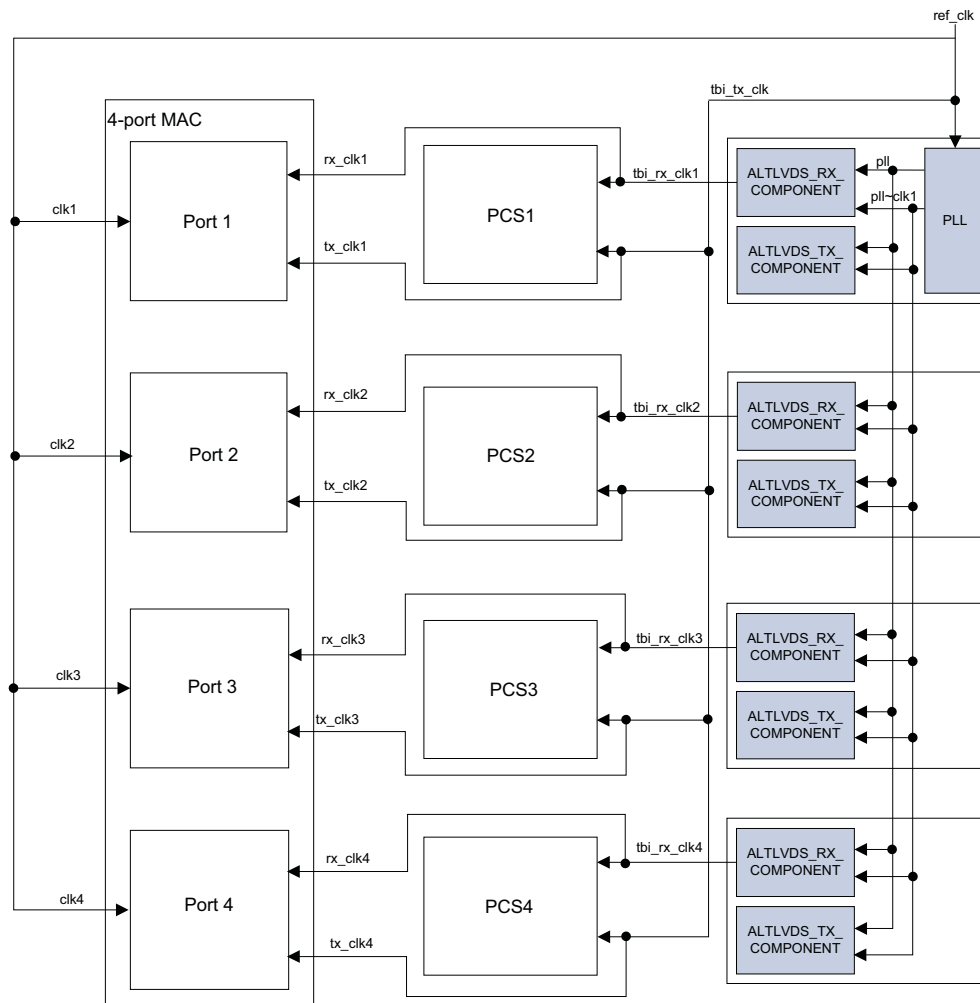 ref_clk
tbi_tx_clk
4-port MAC
rx_clk1
tbi_rx_clk1
ALTLVDS_RX_
COMPONENT
pll
pll~clk1
PLL
clk1
Port 1
PCS1
tx_clk1
ALTLVDS_TX_
COMPONENT
rx_clk2
tbi_rx_clk2
ALTLVDS_RX_
COMPONENT
clk2
Port 2
PCS2
tx_clk2
ALTLVDS_TX_
COMPONENT
rx_clk3
tbi_rx_clk3
ALTLVDS_RX_
COMPONENT
clk3
Port 3
PCS3
tx_clk3
ALTLVDS_TX_
COMPONENT
rx_clk4
tbi_rx_clk4
ALTLVDS_RX_
COMPONENT
clk4
Port 4
PCS4
tx_clk4
ALTLVDS_TX_
COMPONENT